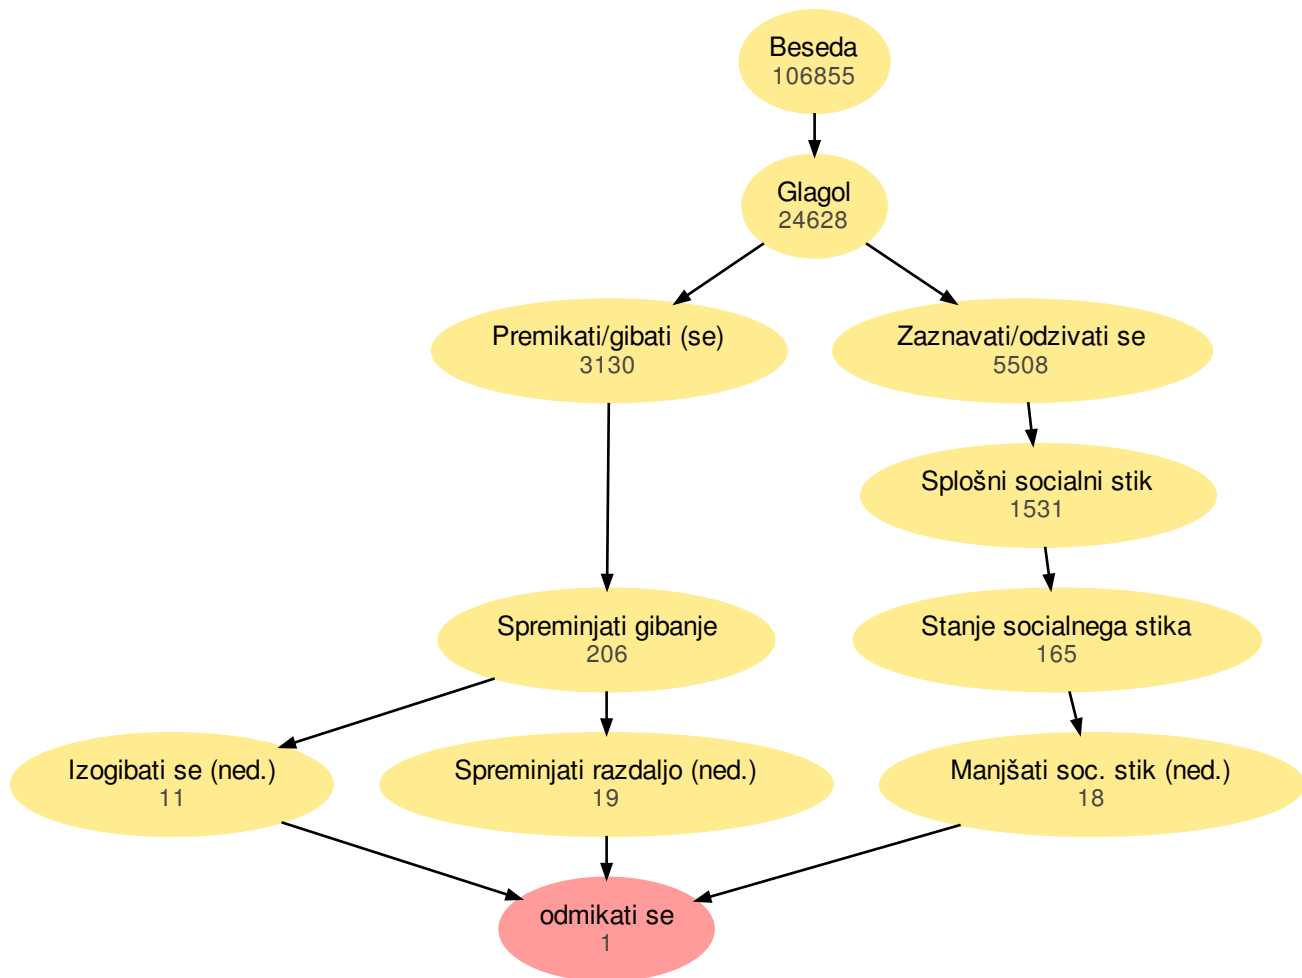 Beseda
106855
Glagol
24628
Premikati/gibati (se)
3130
Zaznavati/odzivati se
5508
Splošni socialni stik
1531
Spreminjati gibanje
206
Stanje socialnega stika
165
Izogibati se (ned.)
11
Spreminjati razdaljo (ned.)
19
Manjšati soc. stik (ned.)
18
odmikati se
1